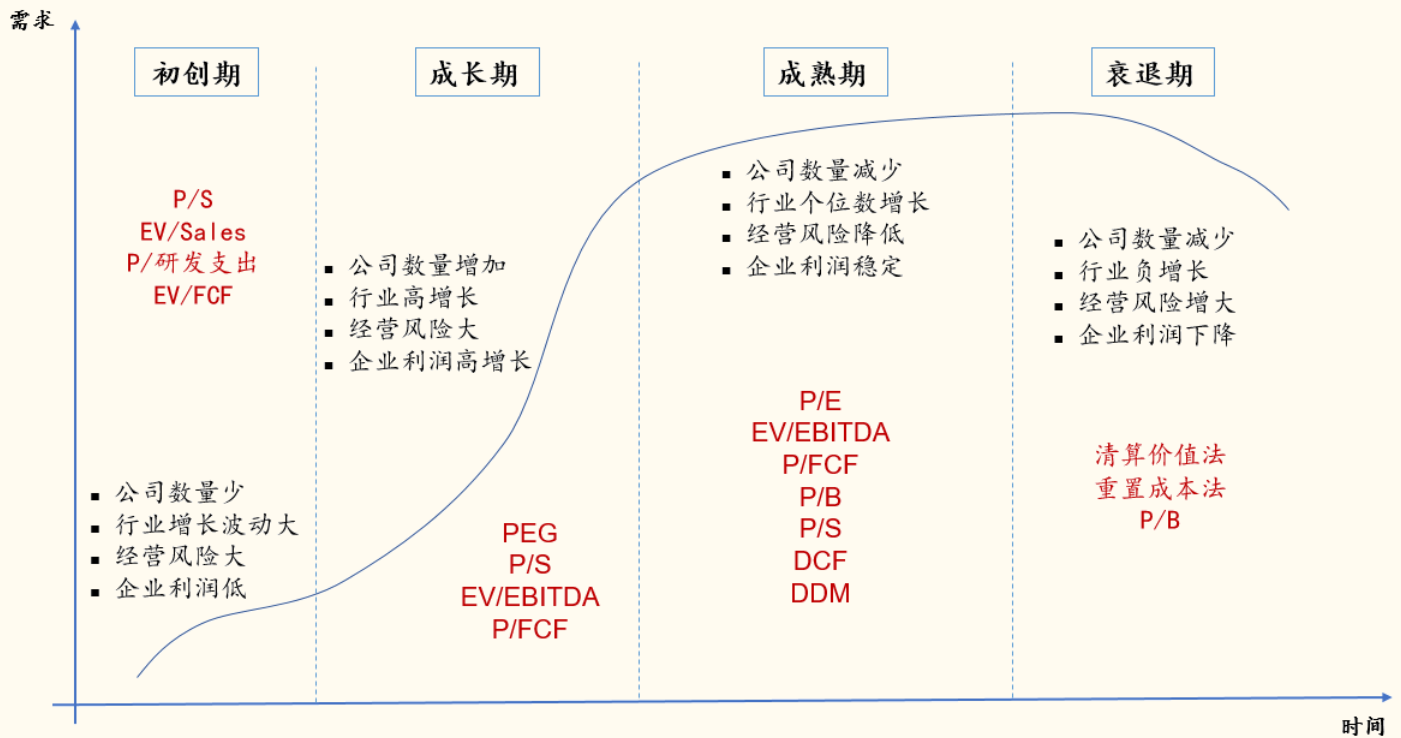 需求
初创期
P/S
EV/Sales
P/研发支出
EV/FCF
▪ 公司数量少
▪ 行业增长波动大
▪ 经营风险大
▪ 企业利润低
成长期
▪ 公司数量增加
▪ 行业高增长
▪ 经营风险大
▪ 企业利润高增长
PEG
P/S
EV/EBITDA
P/FCF
成熟期
▪ 公司数量减少
▪ 行业个位数增长
▪ 经营风险降低
▪ 企业利润稳定
P/E
EV/EBITDA
P/FCF
P/B
P/S
DCF
DDM
衰退期
▪ 公司数量减少
▪ 行业负增长
▪ 经营风险增大
▪ 企业利润下降
清算价值法
重置成本法
P/B
时间